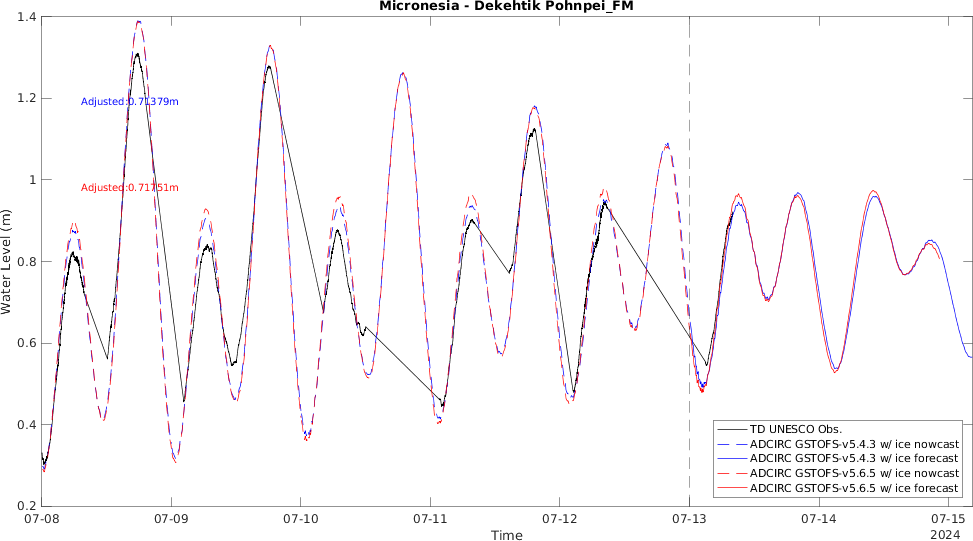 Micronesia - Dekehtik Pohnpei_FM
Water Level (m)
1.4
1.2
1
0.8
0.6
0.4
0.2
Adjusted:0.71379m
Adjusted:0.71751m
TD UNESCO Obs.
ADCIRC GSTOFS-v5.4.3 w/ ice nowcast
ADCIRC GSTOFS-v5.4.3 w/ ice forecast
ADCIRC GSTOFS-v5.6.5 w/ ice nowcast
ADCIRC GSTOFS-v5.6.5 w/ ice forecast
07-08 07-09 07-10 07-11 07-12 07-13 07-14 07-15
Time
2024